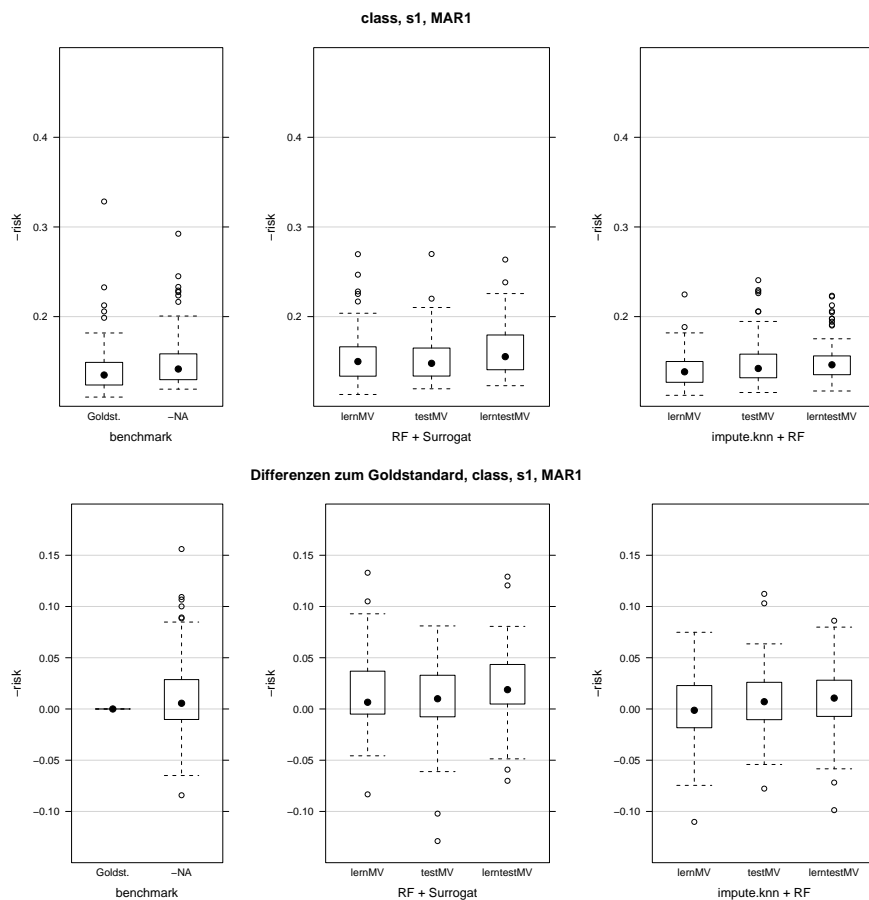 class, s1, MAR1
−risk
0.4
0.3
0.2
Goldst.
−NA
benchmark
−risk
0.4
0.3
0.2
lernMV
testMV
lerntestMV
RF + Surrogat
−risk
0.4
0.3
0.2
lernMV
testMV
lerntestMV
impute.knn + RF
Differenzen zum Goldstandard, class, s1, MAR1
−risk
0.15
0.10
0.05
0.00
−0.05
−0.10
Goldst.
−NA
benchmark
−risk
0.15
0.10
0.05
0.00
−0.05
−0.10
lernMV
testMV
lerntestMV
RF + Surrogat
−risk
0.15
0.10
0.05
0.00
−0.05
−0.10
lernMV
testMV
lerntestMV
impute.knn + RF